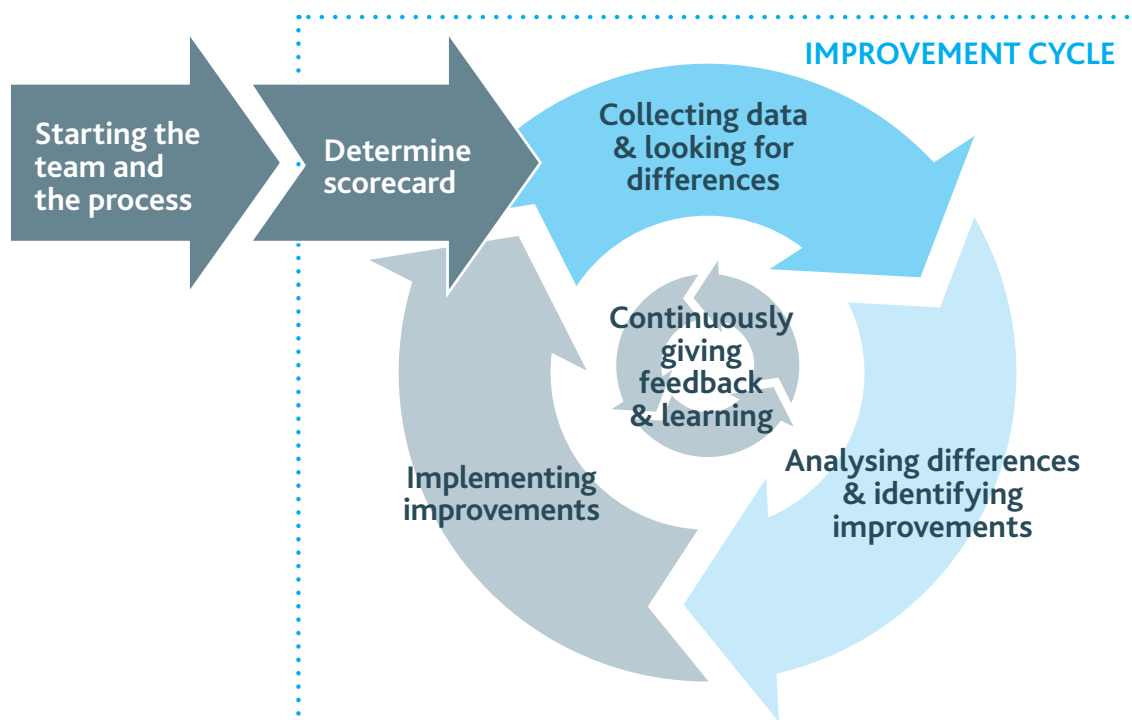 IMPROVEMENT CYCLE
Starting the
team and
the process
Determine
scorecard
Collecting data
& looking for
differences
Continuously
giving
feedback
& learning
Analysing differences
& identifying
improvements
Implementing
improvements